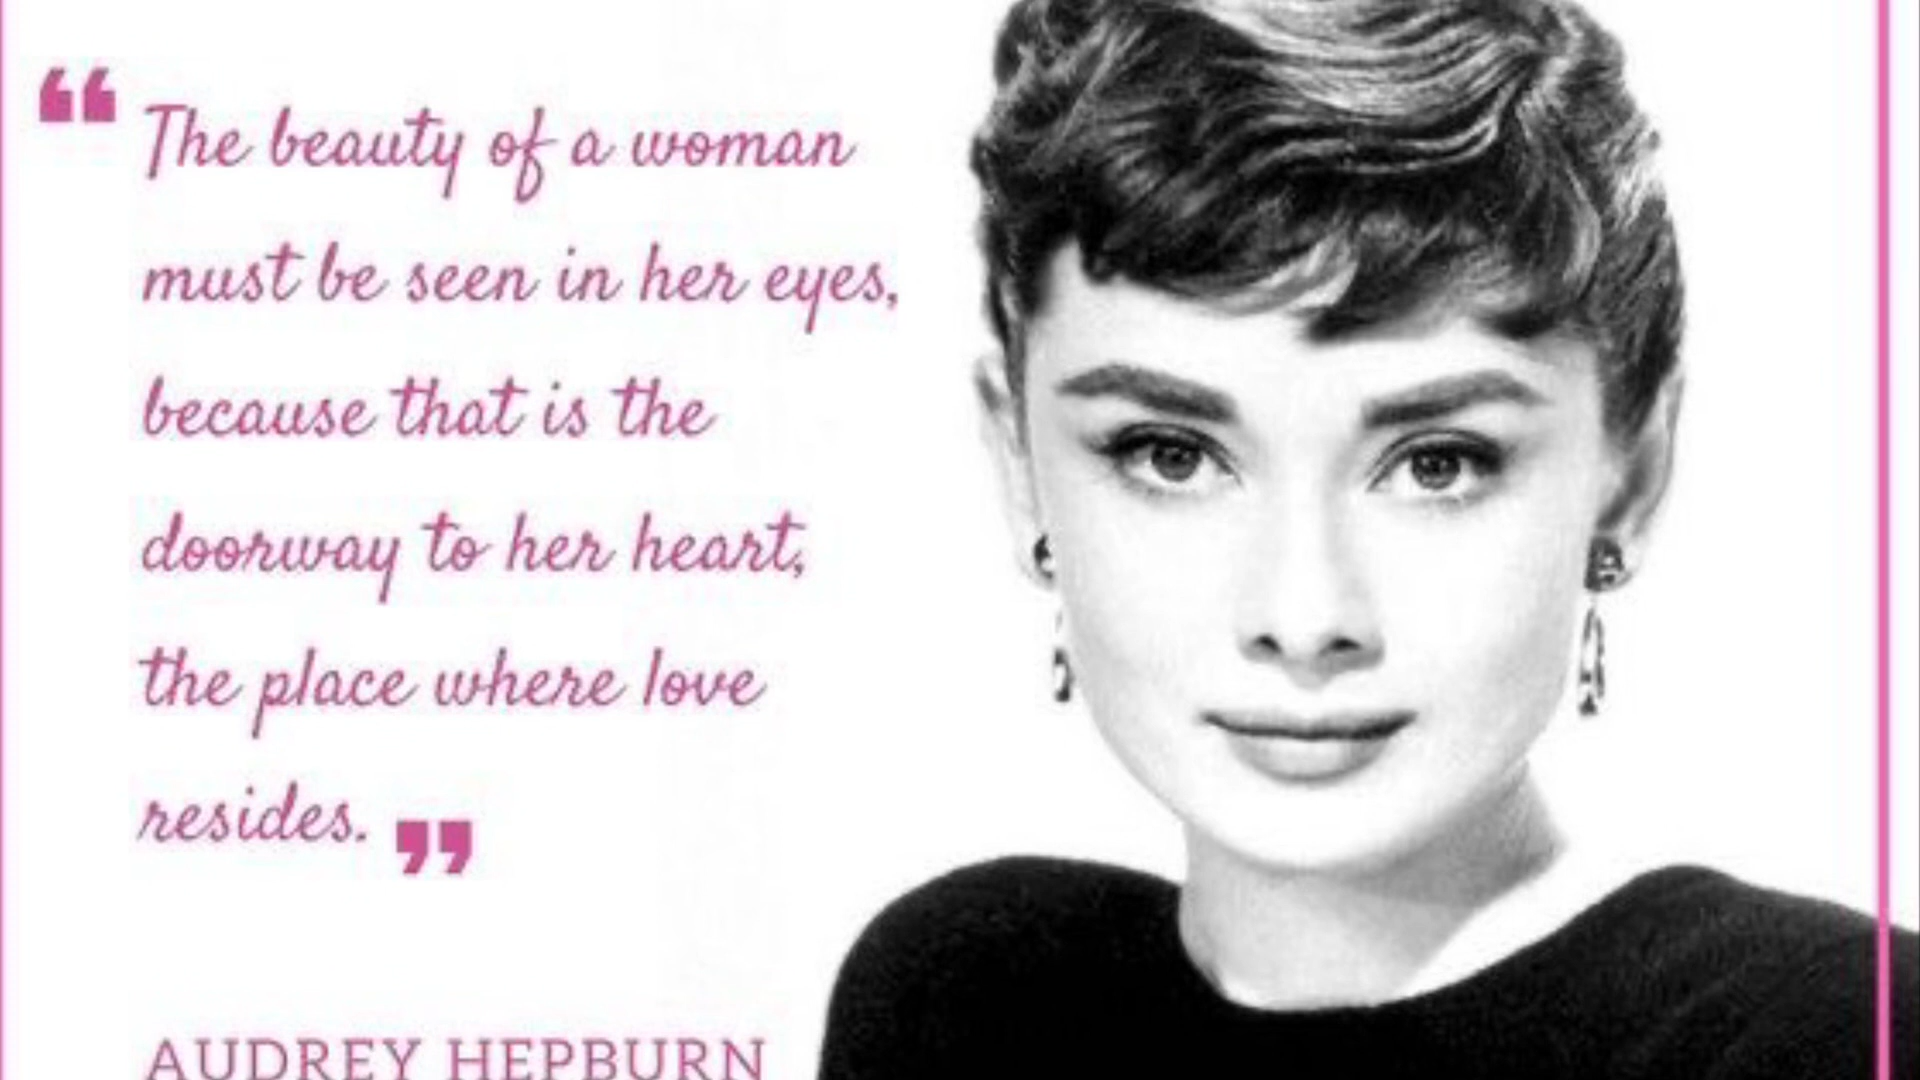 “The beauty of a woman
must be seen in her eyes,
because that is the
doorway to her heart,
the place where love
resides.”
AUDREY HEPBURN